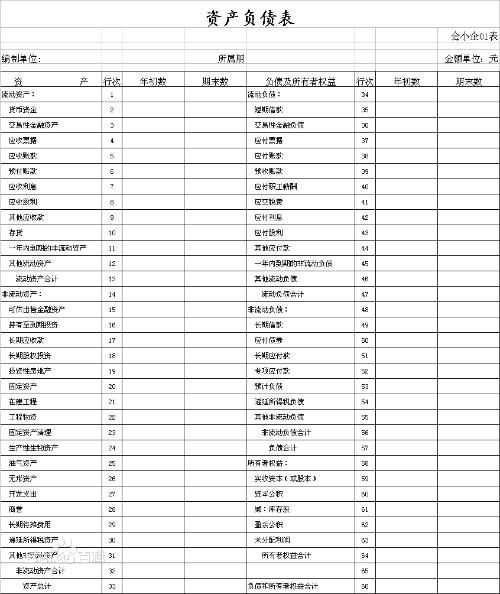 资产负债表
会小企01表
编制单位: 所属期 金额单位: 元
资 产 行次 年初数 期末数 负债及所有者权益 行次 年初数 期末数
流动资产: 1 流动负债: 34
货币资金 2 短期借款 35
交易性金融资产 3 交易性金融负债 36
应收票据 4 应付票据 37
应收账款 5 应付账款 38
预付账款 6 预收账款 39
应收利息 7 应付职工薪酬 40
应收股利 8 应交税费 41
其他应收款 9 应付利息 42
存货 10 应付股利 43
一年内到期的非流动资产 11 其他应付款 44
其他流动资产 12 一年内到期的非流动负债 45
流动资产合计 13 其他流动负债 46
非流动资产: 14 流动负债合计 47
可供出售金融资产 15 非流动负债: 48
持有至到期投资 16 长期借款 49
长期应收款 17 应付债券 50
长期股权投资 18 长期应付款 51
投资性房地产 19 专项应付款 52
固定资产 20 预计负债 53
在建工程 21 递延所得税负债 54
工程物资 22 其他非流动负债 55
固定资产清理 23 非流动负债合计 56
生产性生物资产 24 负债合计 57
油气资产 25 所有者权益: 58
无形资产 26 实收资本(或股本) 59
开发支出 27 资本公积 60
商誉 28 减:库存股 61
长期待摊费用 29 盈余公积 62
递延所得税资产 30 未分配利润 63
其他非流动资产 31 所有者权益合计 64
非流动资产合计 32 65
资产总计 33 负债和所有者权益合计 66